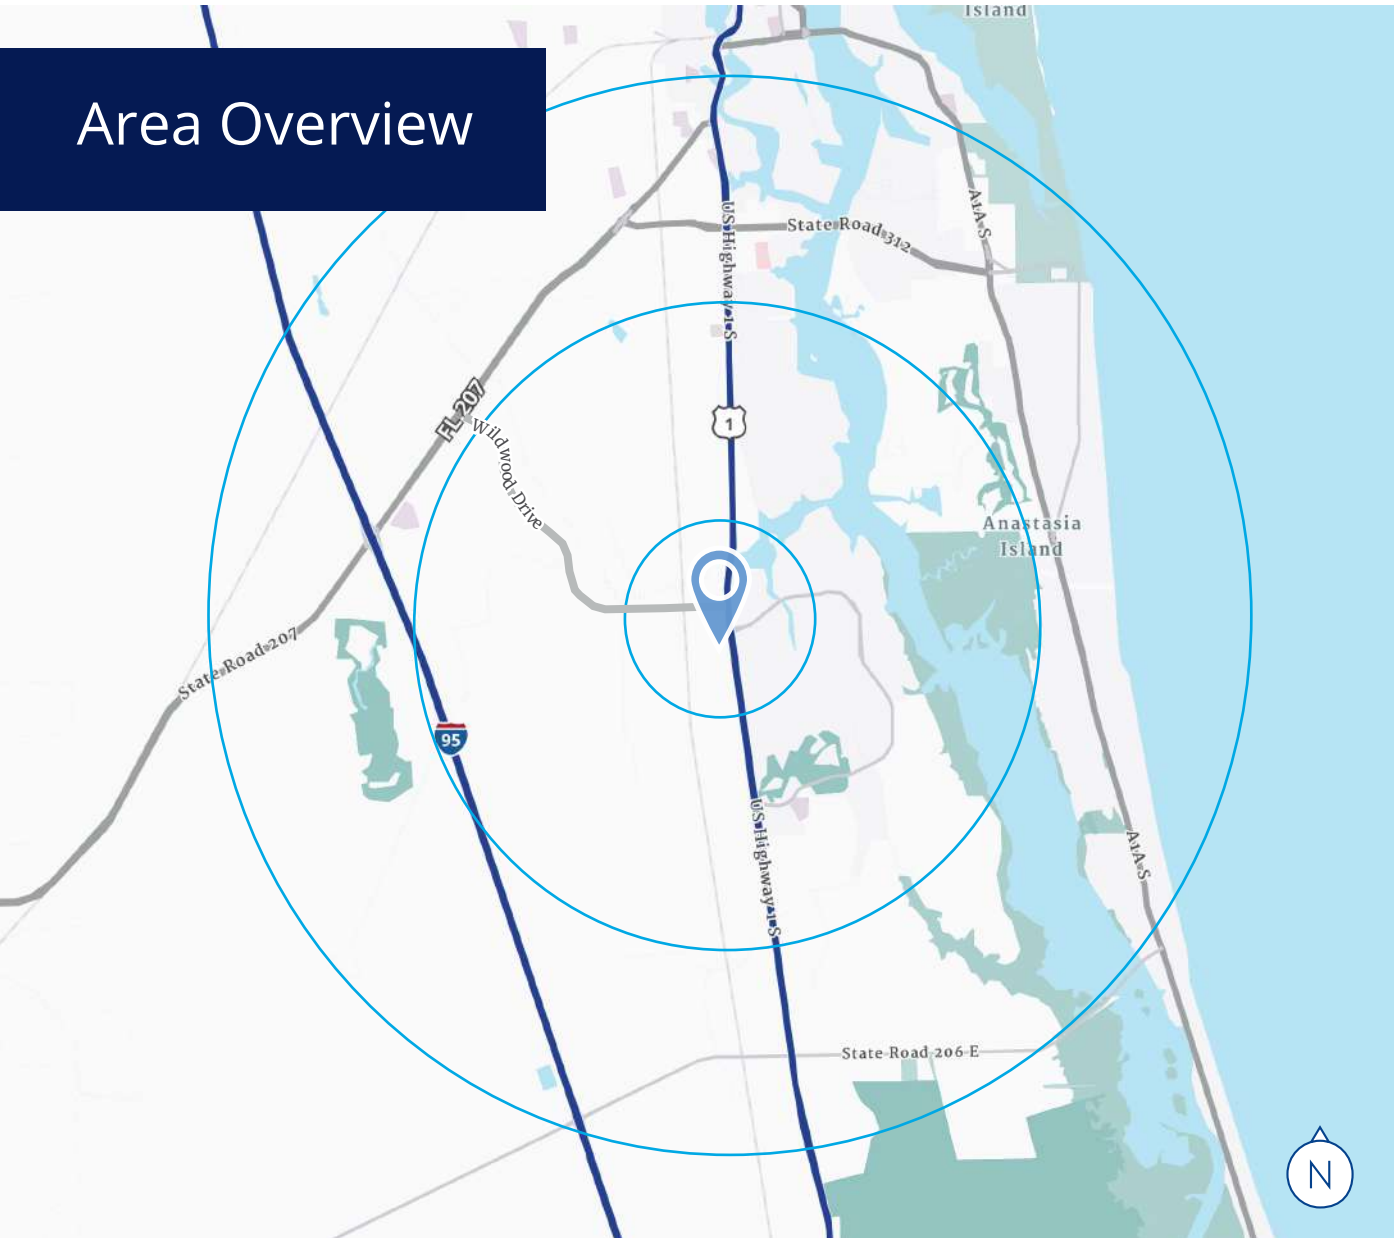 Island
Area Overview
A1A S
US Highway 1 S
State Road 312
FL 207
1
Wildwood Drive
Anastasia
Island
State Road 207
95
US Highway 1 S
A1A S
State Road 206 E
N